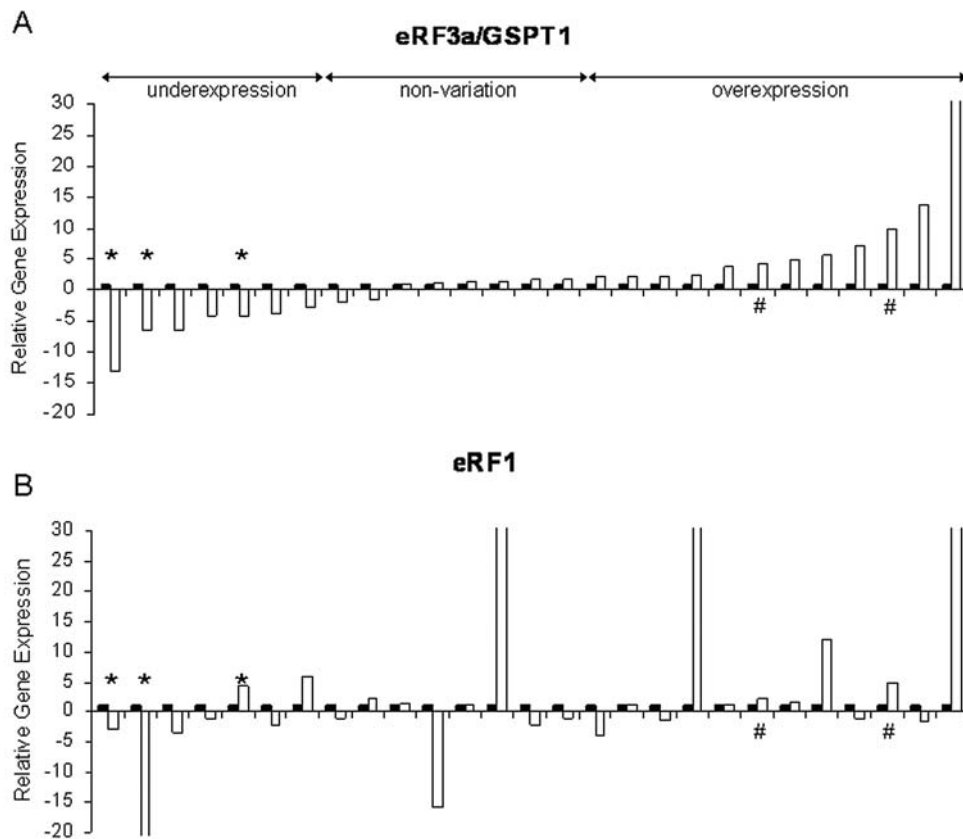 A
eRF3a/GSPT1
underexpression non-variation overexpression
Relative Gene Expression
30
25
20
15
10
5
0
-5
-10
-15
-20
* * *
# #
B
eRF1
Relative Gene Expression
30
25
20
15
10
5
0
-5
-10
-15
-20
* * *
# #